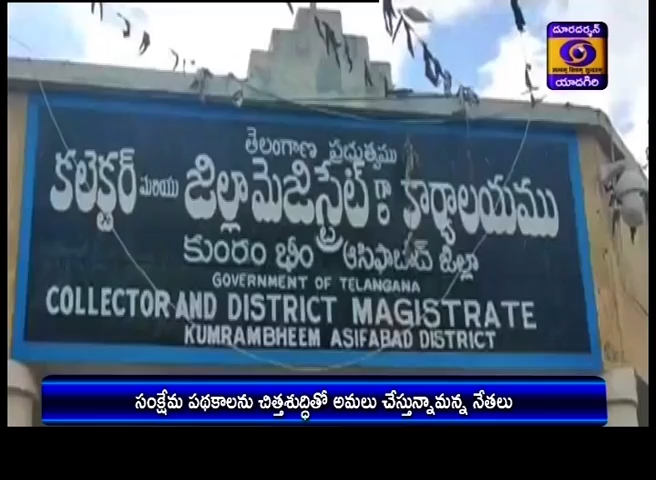 దూరదర్శన్
యాదగిరి
తెలంగాణ ప్రభుత్వము
కలెక్టర్ మరియు జిల్లా మెజిస్ట్రేట్ గారి కార్యాలయము
కుంరం భీం ఆసిఫాబాద్ జిల్లా
GOVERNMENT OF TELANGANA
COLLECTOR AND DISTRICT MAGISTRATE
KUMRAMBHEEM ASIFABAD DISTRICT
సంక్షేమ పథకాలను చిత్తశుద్ధితో అమలు చేస్తున్నామన్న నేతలు